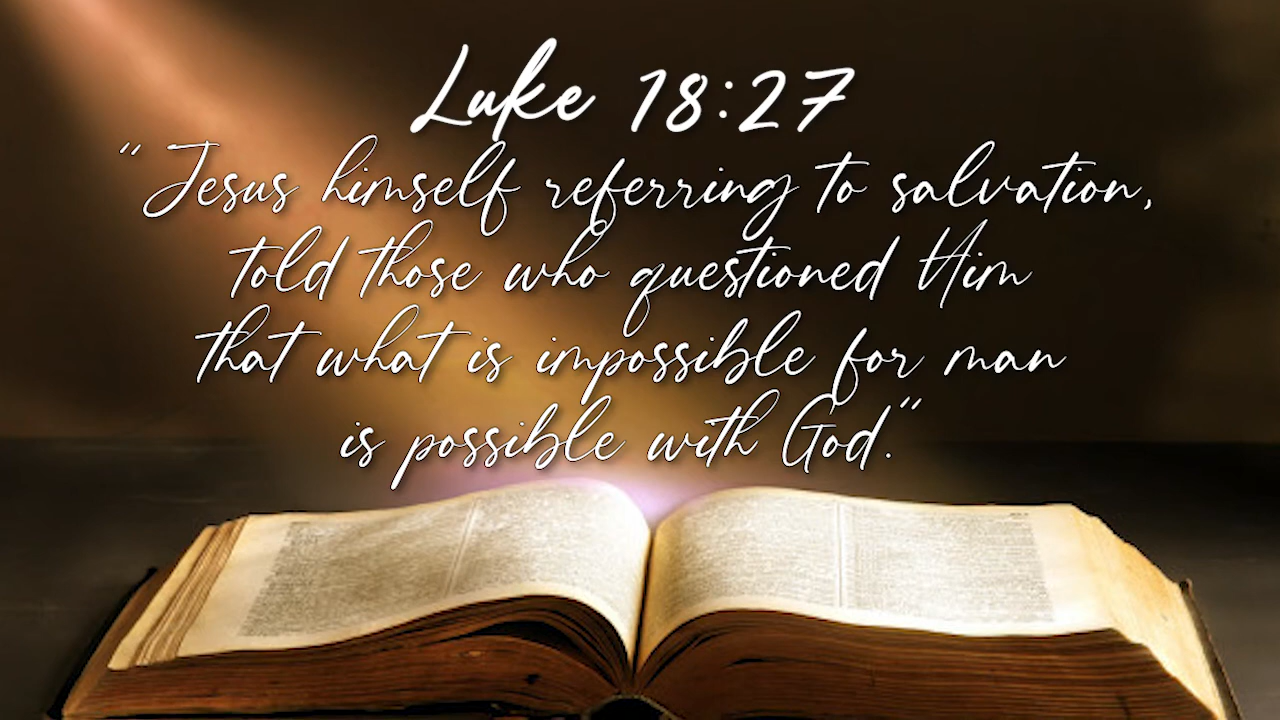 Luke 18:27
“Jesus himself referring to salvation,
told those who questioned Him
that what is impossible for man
is possible with God.“